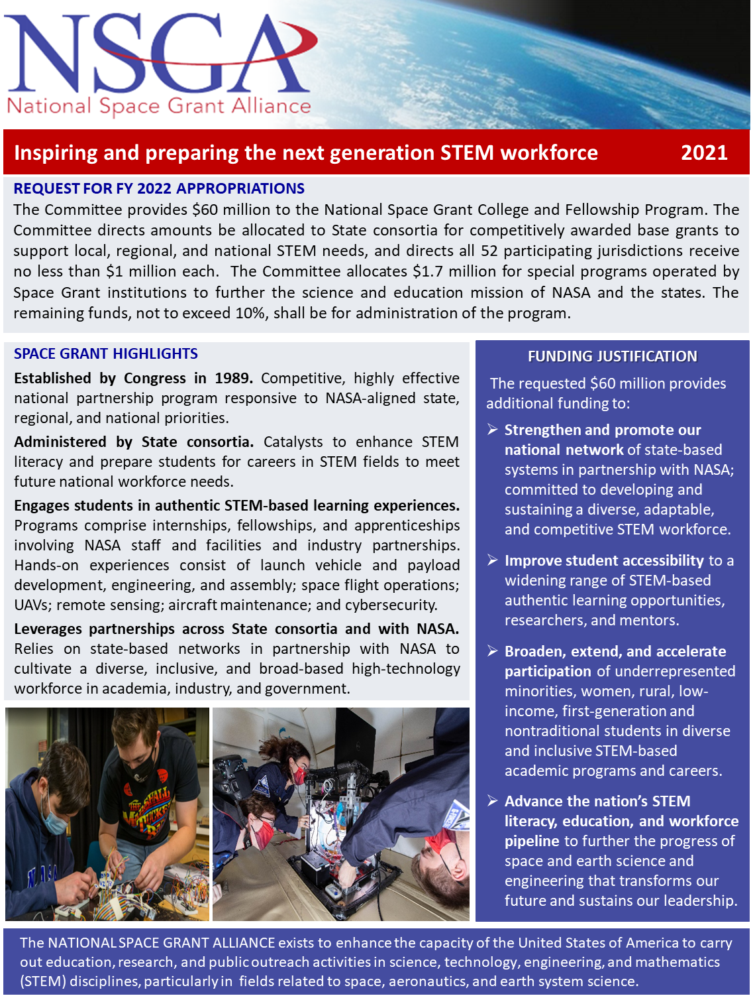 NSGA
National Space Grant Alliance
Inspiring and preparing the next generation STEM workforce 2021
REQUEST FOR FY 2022 APPROPRIATIONS
The Committee provides $60 million to the National Space Grant College and Fellowship Program. The
Committee directs amounts be allocated to State consortia for competitively awarded base grants to
support local, regional, and national STEM needs, and directs all 52 participating jurisdictions receive
no less than $1 million each. The Committee allocates $1.7 million for special programs operated by
Space Grant institutions to further the science and education mission of NASA and the states. The
remaining funds, not to exceed 10%, shall be for administration of the program.
SPACE GRANT HIGHLIGHTS
Established by Congress in 1989. Competitive, highly effective
national partnership program responsive to NASA-aligned state,
regional, and national priorities.
Administered by State consortia. Catalysts to enhance STEM
literacy and prepare students for careers in STEM fields to meet
future national workforce needs.
Engages students in authentic STEM-based learning experiences.
Programs comprise internships, fellowships, and apprenticeships
involving NASA staff and facilities and industry partnerships.
Hands-on experiences consist of launch vehicle and payload
development, engineering, and assembly; space flight operations;
UAVs; remote sensing; aircraft maintenance; and cybersecurity.
Leverages partnerships across State consortia and with NASA.
Relies on state-based networks in partnership with NASA to
cultivate a diverse, inclusive, and broad-based high-technology
workforce in academia, industry, and government.
FUNDING JUSTIFICATION
The requested $60 million provides
additional funding to:
➢ Strengthen and promote our
national network of state-based
systems in partnership with NASA;
committed to developing and
sustaining a diverse, adaptable,
and competitive STEM workforce.
➢ Improve student accessibility to a
widening range of STEM-based
authentic learning opportunities,
researchers, and mentors.
➢ Broaden, extend, and accelerate
participation of underrepresented
minorities, women, rural, low-
income, first-generation and
nontraditional students in diverse
and inclusive STEM-based
academic programs and careers.
➢ Advance the nation's STEM
literacy, education, and workforce
pipeline to further the progress of
space and earth science and
engineering that transforms our
future and sustains our leadership.
THE
MARSHALL
TUCKER
NASA
The NATIONAL SPACE GRANT ALLIANCE exists to enhance the capacity of the United States of America to carry
out education, research, and public outreach activities in science, technology, engineering, and mathematics
(STEM) disciplines, particularly in fields related to space, aeronautics, and earth system science.